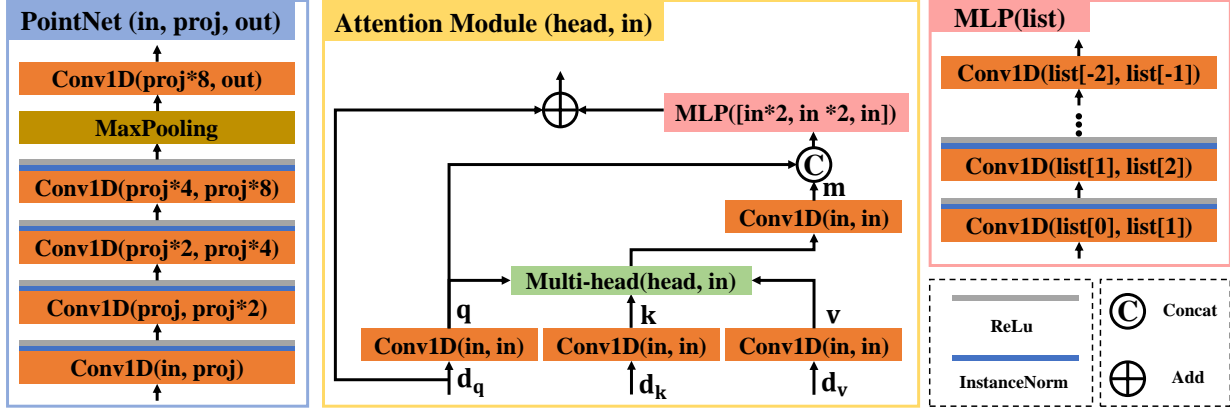 PointNet (in, proj, out)
Conv1D(proj*8, out)
MaxPooling
Conv1D(proj*4, proj*8)
Conv1D(proj*2, proj*4)
Conv1D(proj, proj*2)
Conv1D(in, proj)
Attention Module (head, in)
MLP([in*2, in *2, in])
C
m
Conv1D(in, in)
Multi-head(head, in)
q
k
v
Conv1D(in, in)
Conv1D(in, in)
Conv1D(in, in)
d_q
d_k
d_v
MLP(list)
Conv1D(list[-2], list[-1])
Conv1D(list[1], list[2])
Conv1D(list[0], list[1])
ReLu
InstanceNorm
C Concat
Add